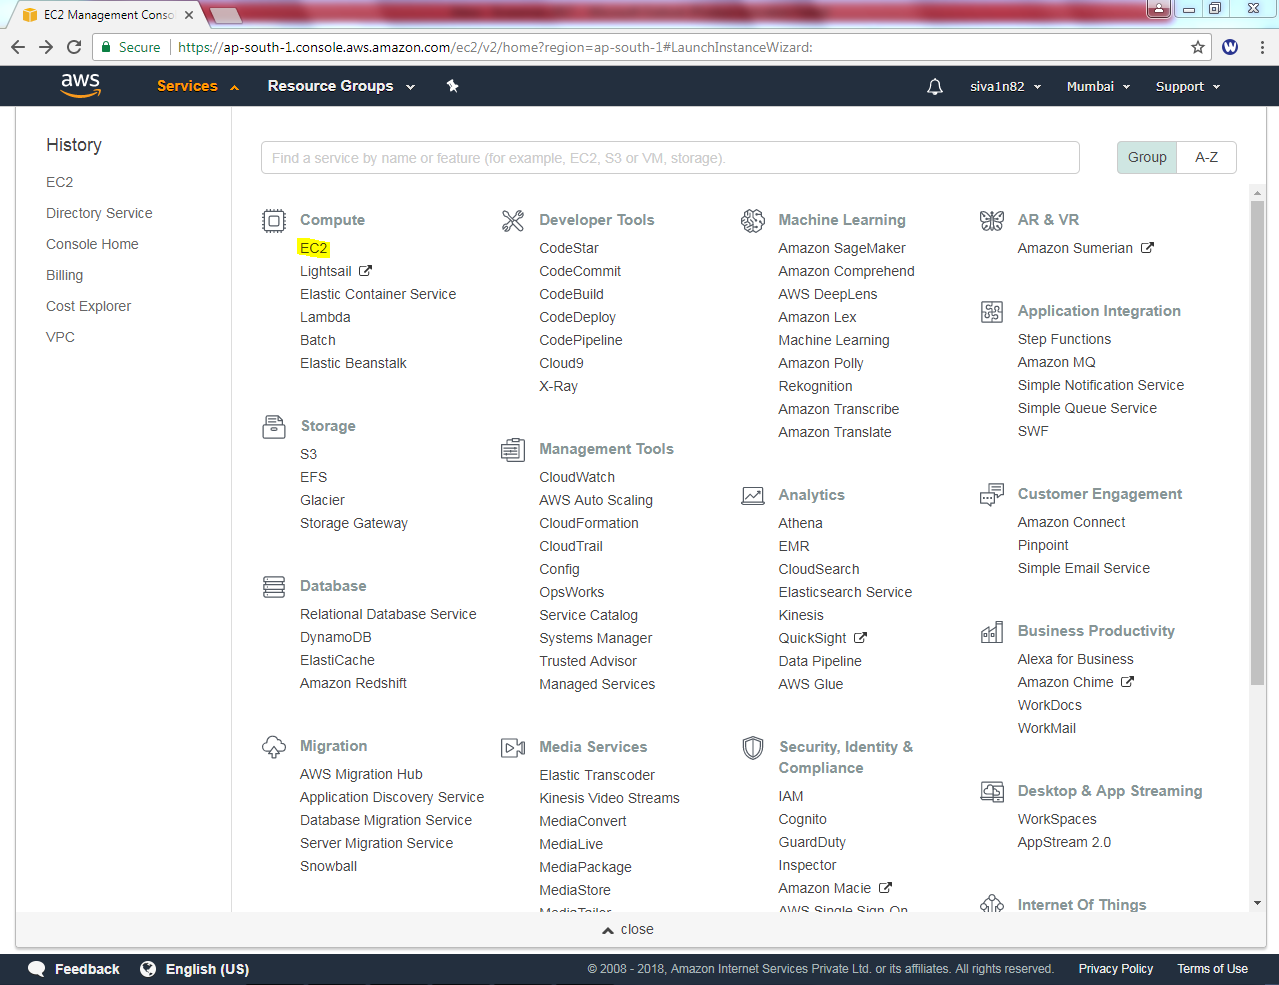 EC2 Management Conso
Secure
https://ap-south-1.console.aws.amazon.com/ec2/v2/home?region=ap-south-1#LaunchInstanceWizard:
W
aws
Services
Resource Groups
siva1n82
Mumbai
Support
History
EC2
Directory Service
Console Home
Billing
Cost Explorer
VPC
Find a service by name or feature (for example, EC2, S3 or VM, storage).
Group
A-Z
Compute
EC2
Lightsail
Elastic Container Service
Lambda
Batch
Elastic Beanstalk
Storage
S3
EFS
Glacier
Storage Gateway
Database
Relational Database Service
DynamoDB
ElastiCache
Amazon Redshift
Migration
AWS Migration Hub
Application Discovery Service
Database Migration Service
Server Migration Service
Snowball
Developer Tools
CodeStar
CodeCommit
CodeBuild
CodeDeploy
CodePipeline
Cloud9
X-Ray
Management Tools
CloudWatch
AWS Auto Scaling
CloudFormation
CloudTrail
Config
OpsWorks
Service Catalog
Systems Manager
Trusted Advisor
Managed Services
Media Services
Elastic Transcoder
Kinesis Video Streams
MediaConvert
MediaLive
MediaPackage
MediaStore
MediaTailor
Machine Learning
Amazon SageMaker
Amazon Comprehend
AWS DeepLens
Amazon Lex
Machine Learning
Amazon Polly
Rekognition
Amazon Transcribe
Amazon Translate
Analytics
Athena
EMR
CloudSearch
Elasticsearch Service
Kinesis
QuickSight
Data Pipeline
AWS Glue
Security, Identity &
Compliance
IAM
Cognito
GuardDuty
Inspector
Amazon Macie
AWS Single Sign-On
AR & VR
Amazon Sumerian
Application Integration
Step Functions
Amazon MQ
Simple Notification Service
Simple Queue Service
SWF
Customer Engagement
Amazon Connect
Pinpoint
Simple Email Service
Business Productivity
Alexa for Business
Amazon Chime
WorkDocs
WorkMail
Desktop & App Streaming
WorkSpaces
AppStream 2.0
Internet Of Things
close
Feedback
English (US)
© 2008 - 2018, Amazon Internet Services Private Ltd. or its affiliates. All rights reserved.
Privacy Policy
Terms of Use